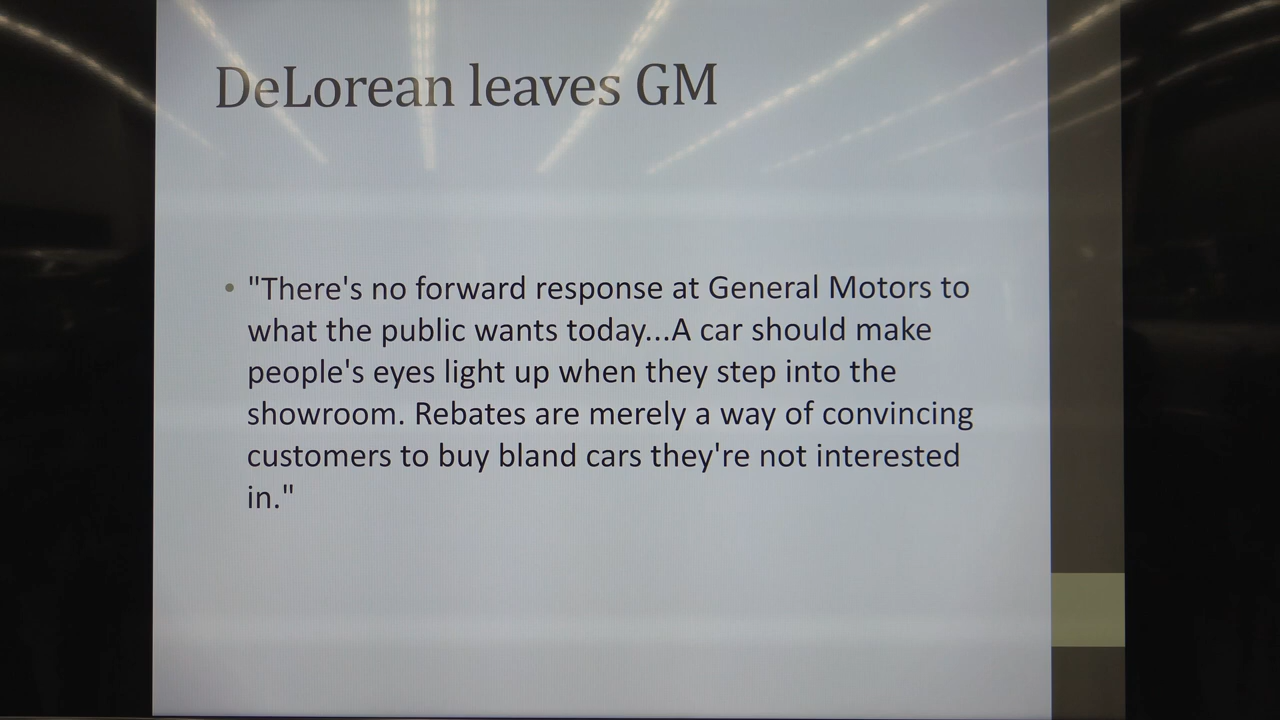 DeLorean leaves GM
• "There's no forward response at General Motors to
what the public wants today...A car should make
people's eyes light up when they step into the
showroom. Rebates are merely a way of convincing
customers to buy bland cars they're not interested
in."